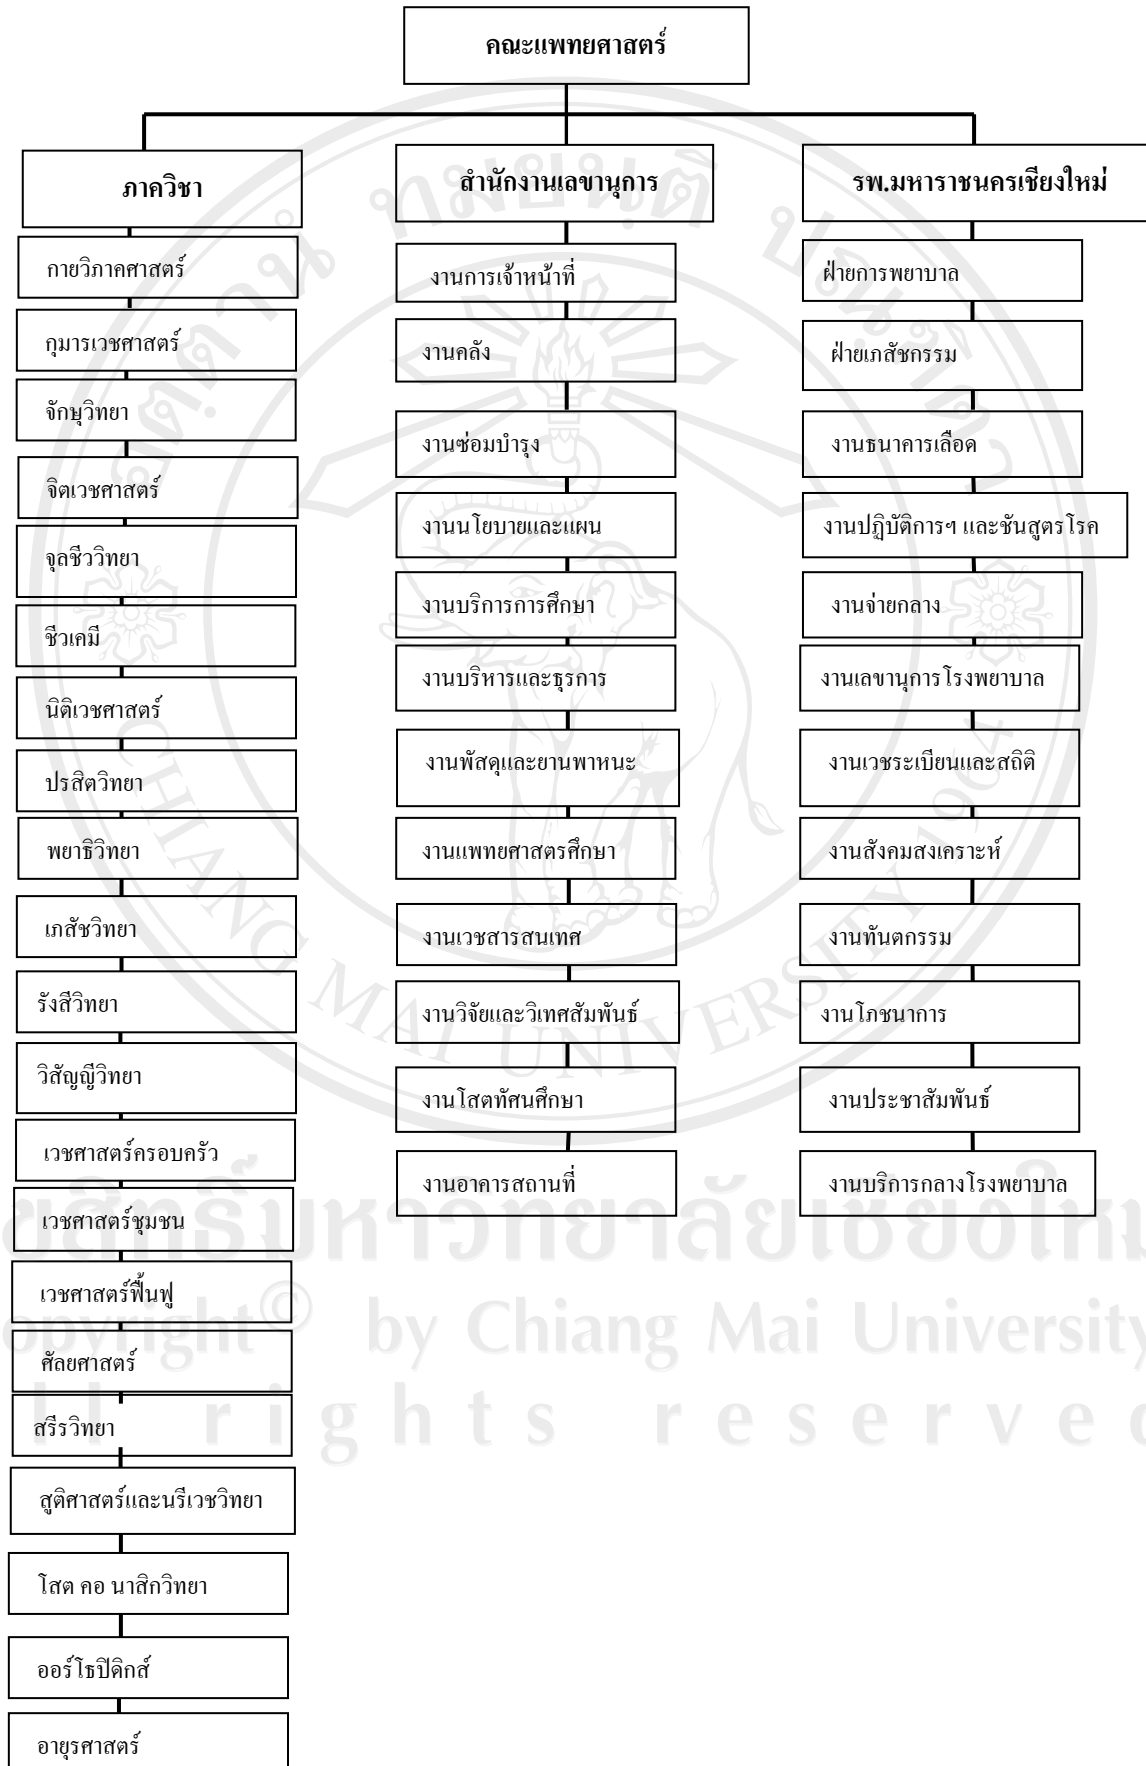 คณะแพทยศาสตร์
ภาควิชา
กายวิภาคศาสตร์
กุมารเวชศาสตร์
จักษุวิทยา
จิตเวชศาสตร์
จุลชีววิทยา
ชีวเคมี
นิติเวชศาสตร์
ปรสิตวิทยา
พยาธิวิทยา
เภสัชวิทยา
รังสีวิทยา
วิสัญญีวิทยา
เวชศาสตร์ครอบครัว
เวชศาสตร์ชุมชน
เวชศาสตร์ฟื้นฟู
ศัลยศาสตร์
สรีรวิทยา
สูติศาสตร์และนรีเวชวิทยา
โสต คอ นาสิกวิทยา
ออร์โธปิดิกส์
อายุรศาสตร์
สำนักงานเลขานุการ
งานการเจ้าหน้าที่
งานคลัง
งานซ่อมบำรุง
งานนโยบายและแผน
งานบริการการศึกษา
งานบริหารและธุรการ
งานพัสดุและยานพาหนะ
งานแพทยศาสตรศึกษา
งานเวชสารสนเทศ
งานวิจัยและวิเทศสัมพันธ์
งานโสตทัศนศึกษา
งานอาคารสถานที่
รพ.มหาราชนครเชียงใหม่
ฝ่ายการพยาบาล
ฝ่ายเภสัชกรรม
งานธนาคารเลือด
งานปฏิบัติการฯ และชันสูตรโรค
งานจ่ายกลาง
งานเลขานุการโรงพยาบาล
งานเวชระเบียนและสถิติ
งานสังคมสงเคราะห์
งานทันตกรรม
งานโภชนาการ
งานประชาสัมพันธ์
งานบริการกลางโรงพยาบาล
CHIANG MAI UNIVERSITY 1964
ยสิทธิ์มหาวิทยาลัยเชียงใหม
opyright© by Chiang Mai University
ll rights reserved